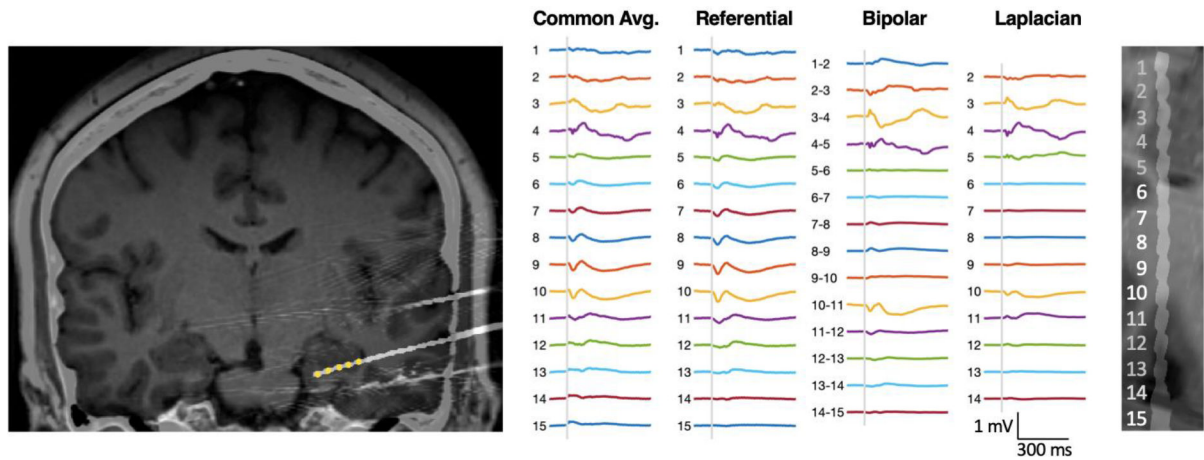 Common Avg. Referential Bipolar Laplacian
1 1 1
2 2 1-2 2 2
3 3 2-3 3 3
4 4 3-4 4 4
5 5 4-5 5 5
6 6 5-6 6 6
7 7 6-7 7 7
8 8 7-8 8 8
9 9 8-9 9 9
10 10 9-10 10 10
11 11 10-11 11 11
12 12 11-12 12 12
13 13 12-13 13 13
14 14 13-14 14 14
15 15 14-15 15
1 mV
300 ms